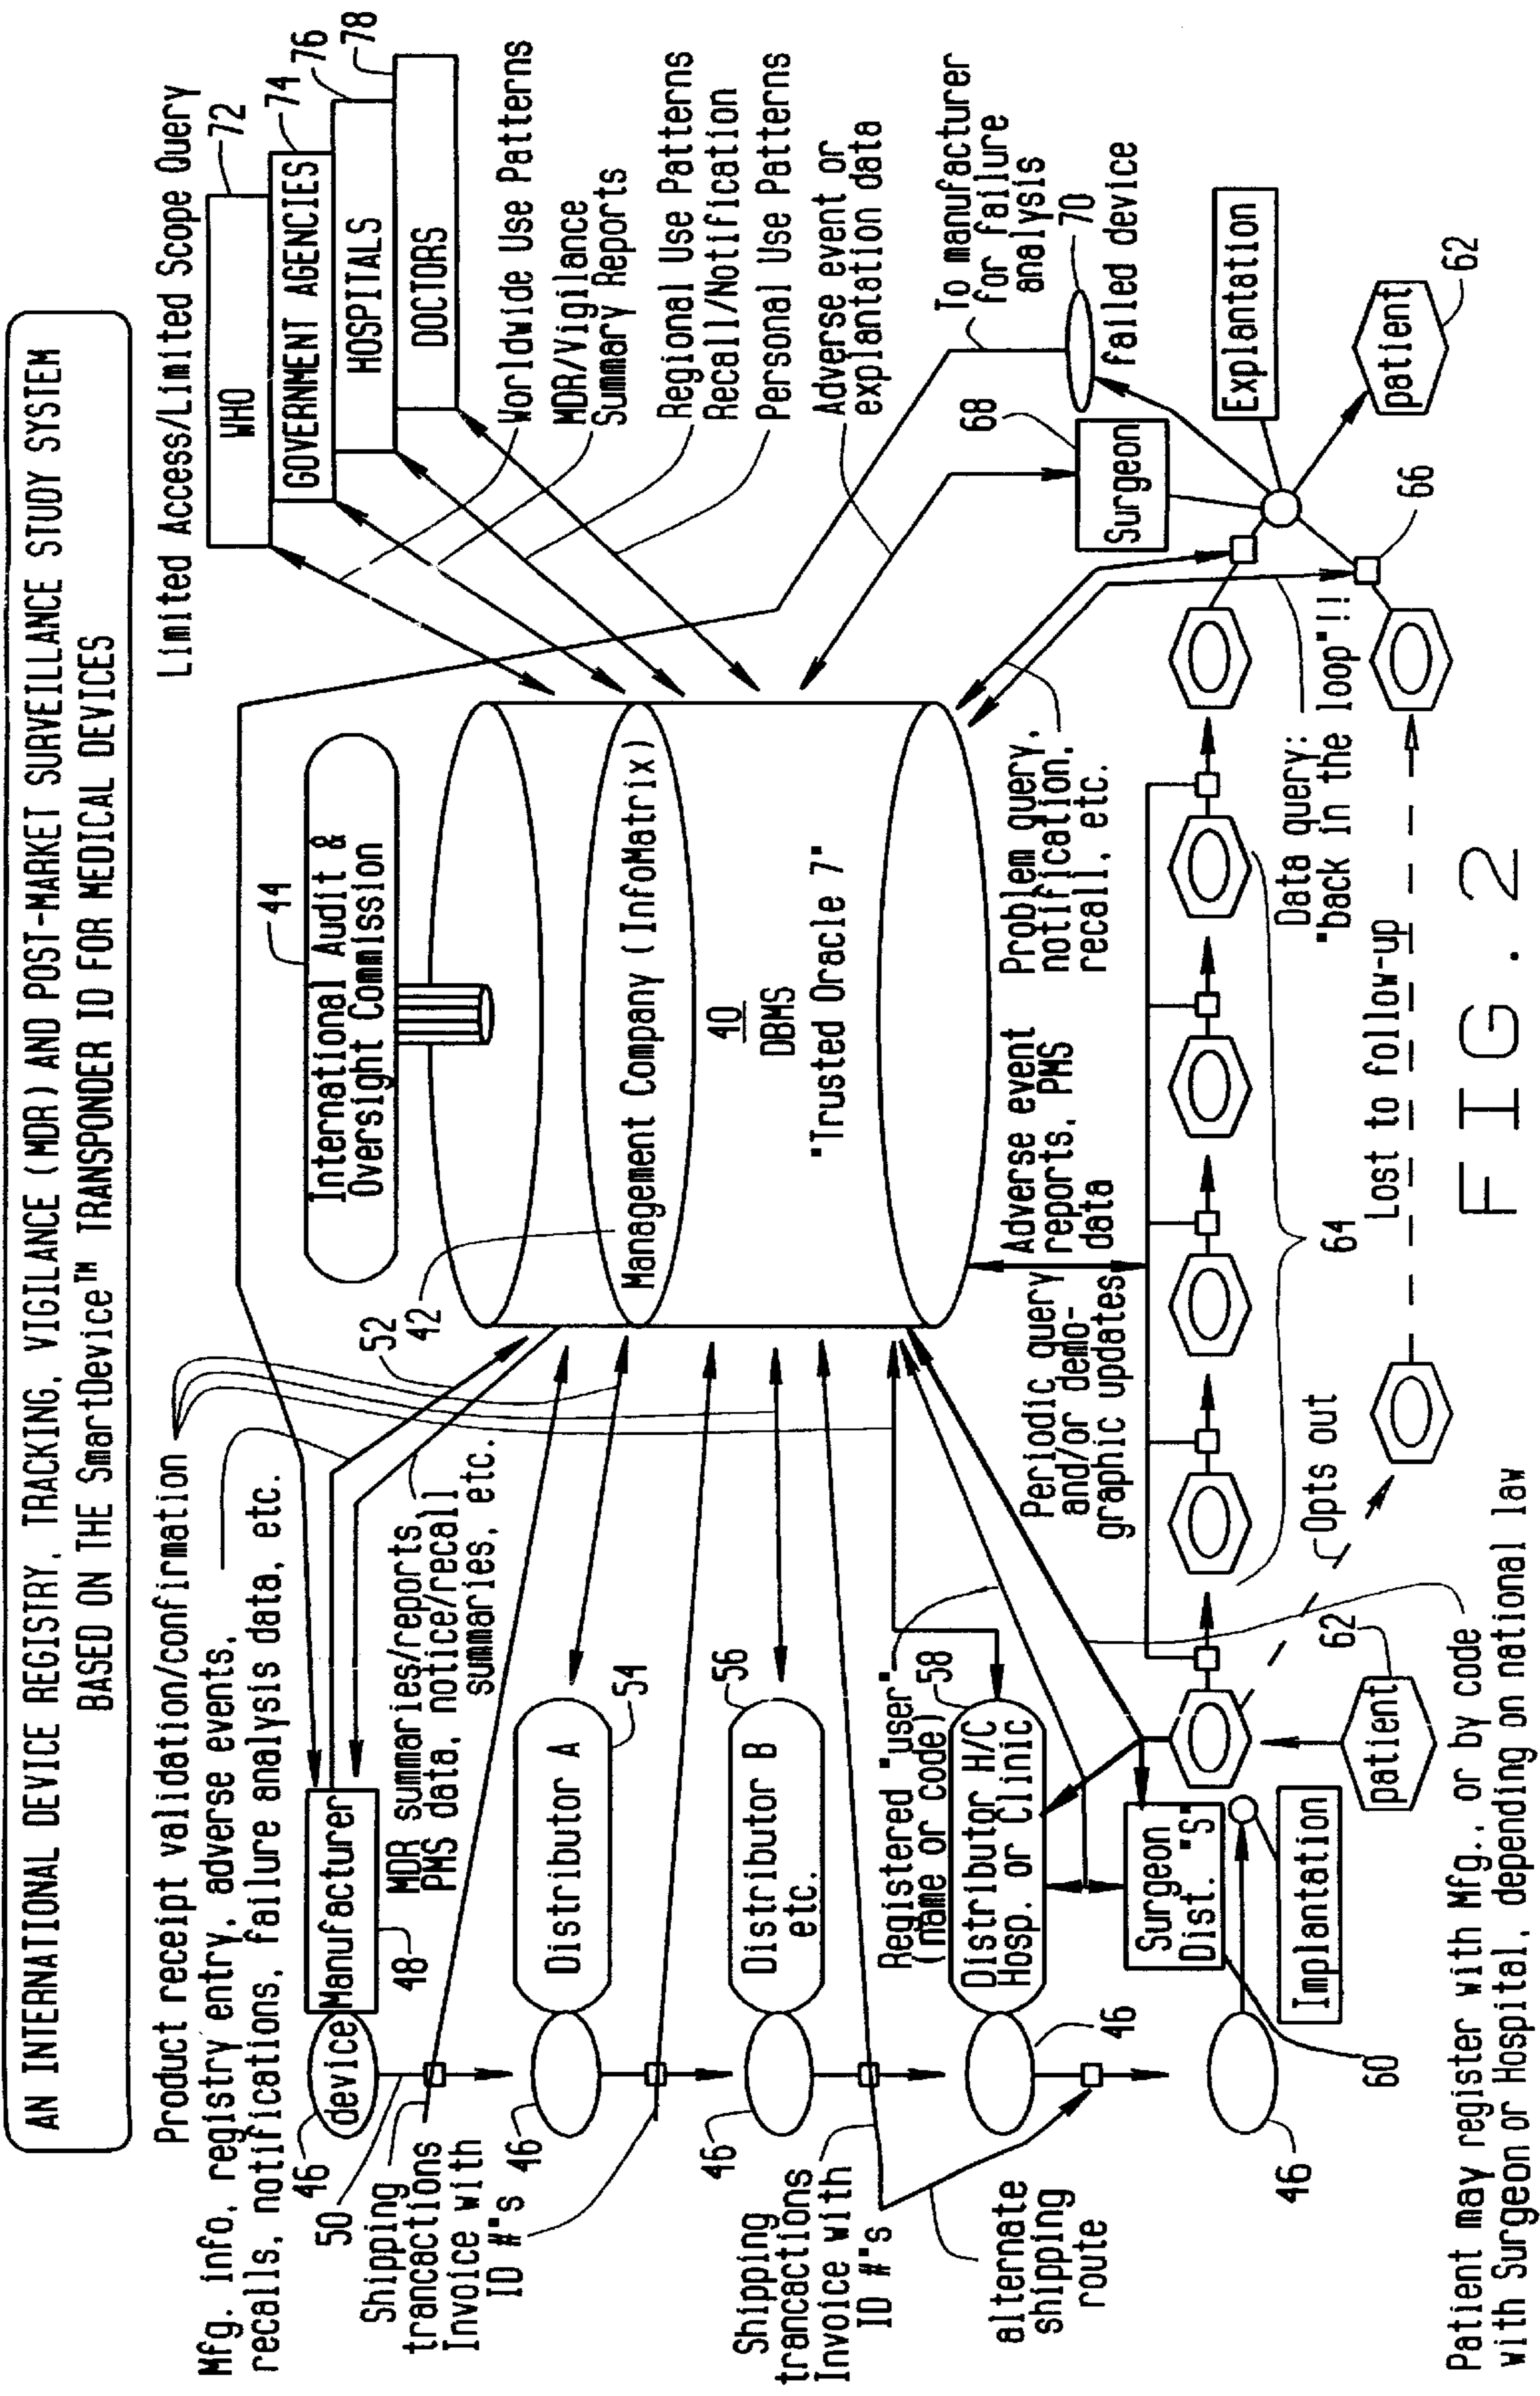 AN INTERNATIONAL DEVICE REGISTRY, TRACKING, VIGILANCE (MDR) AND POST-MARKET SURVEILLANCE STUDY SYSTEM
BASED ON THE SmartDevice™ TRANSPONDER ID FOR MEDICAL DEVICES
Product receipt validation/confirmation
Mfg. info, registry entry, adverse events,
recalls, notifications, failure analysis data, etc.
Limited Access/Limited Scope Query
WHO
72
GOVERNMENT AGENCIES
74
HOSPITALS
76
DOCTORS
78
44
International Audit &
Oversight Commission
46
device
Manufacturer
48
50
52
42
MDR summaries/reports,
PMS data, notice/recall
summaries, etc.
Shipping
trancactions
Invoice with
ID #'s
Management Company (InfoMatrix)
40
DBMS
"Trusted Oracle 7"
Worldwide Use Patterns
MDR/Vigilance
Summary Reports
Regional Use Patterns
Recall/Notification
Personal Use Patterns
Adverse event or
explantation data
46
Distributor A
54
46
Distributor B
etc.
56
Shipping
trancactions
Invoice with
ID #'s
Registered "user"
(name or code)
58
Distributor H/C
Hosp. or Clinic
46
alternate
shipping
route
Surgeon
Dist. "S"
60
Implantation
46
Periodic query
and/or demo-
graphic updates
Adverse event
reports, PMS
data
Problem query,
notification,
recall, etc.
To manufacturer
for failure
analysis
70
failed device
68
Surgeon
Explantation
patient
62
66
Data query:
"back in the loop"!!
64
Opts out
Lost to follow-up
62
patient
Patient may register with Mfg., or by code
with Surgeon or Hospital, depending on national law
FIG. 2